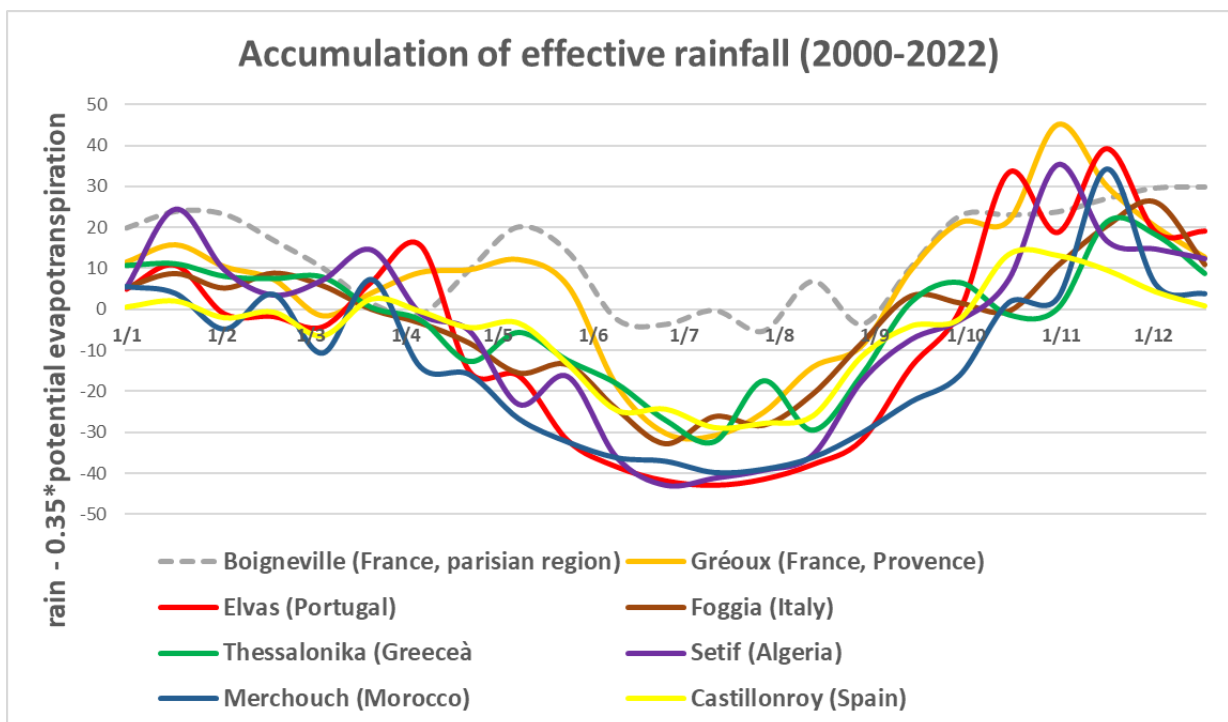 Accumulation of effective rainfall (2000-2022)
rain - 0.35*potential evapotranspiration
50
40
30
20
10
0
-10
-20
-30
-40
-50
1/1 1/2 1/3 1/4 1/5 1/6 1/7 1/8 1/9 1/10 1/11 1/12
Boigneville (France, parisian region) Gréoux (France, Provence)
Elvas (Portugal) Foggia (Italy)
Thessalonika (Greeceà Setif (Algeria)
Merchouch (Morocco) Castillonroy (Spain)